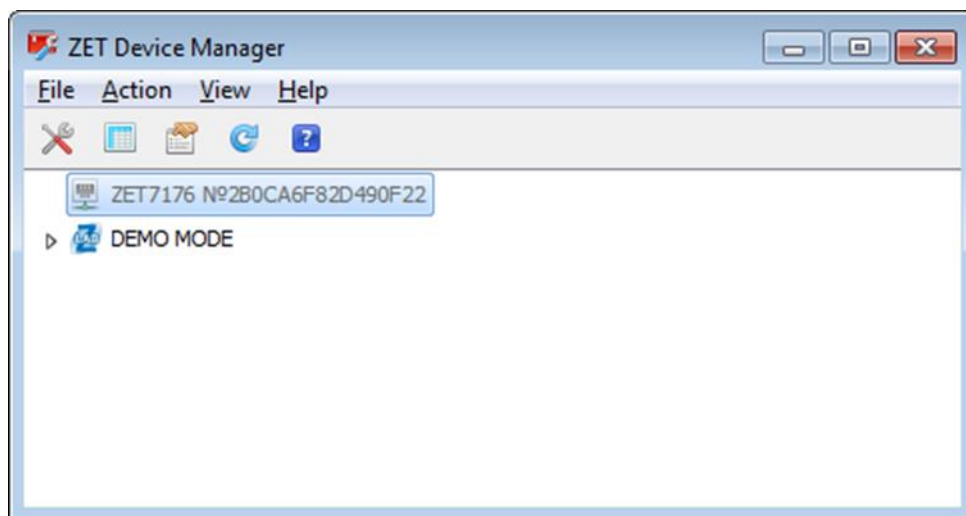 ZET Device Manager
File Action View Help
ZET7176 №2B0CA6F82D490F22
DEMO MODE